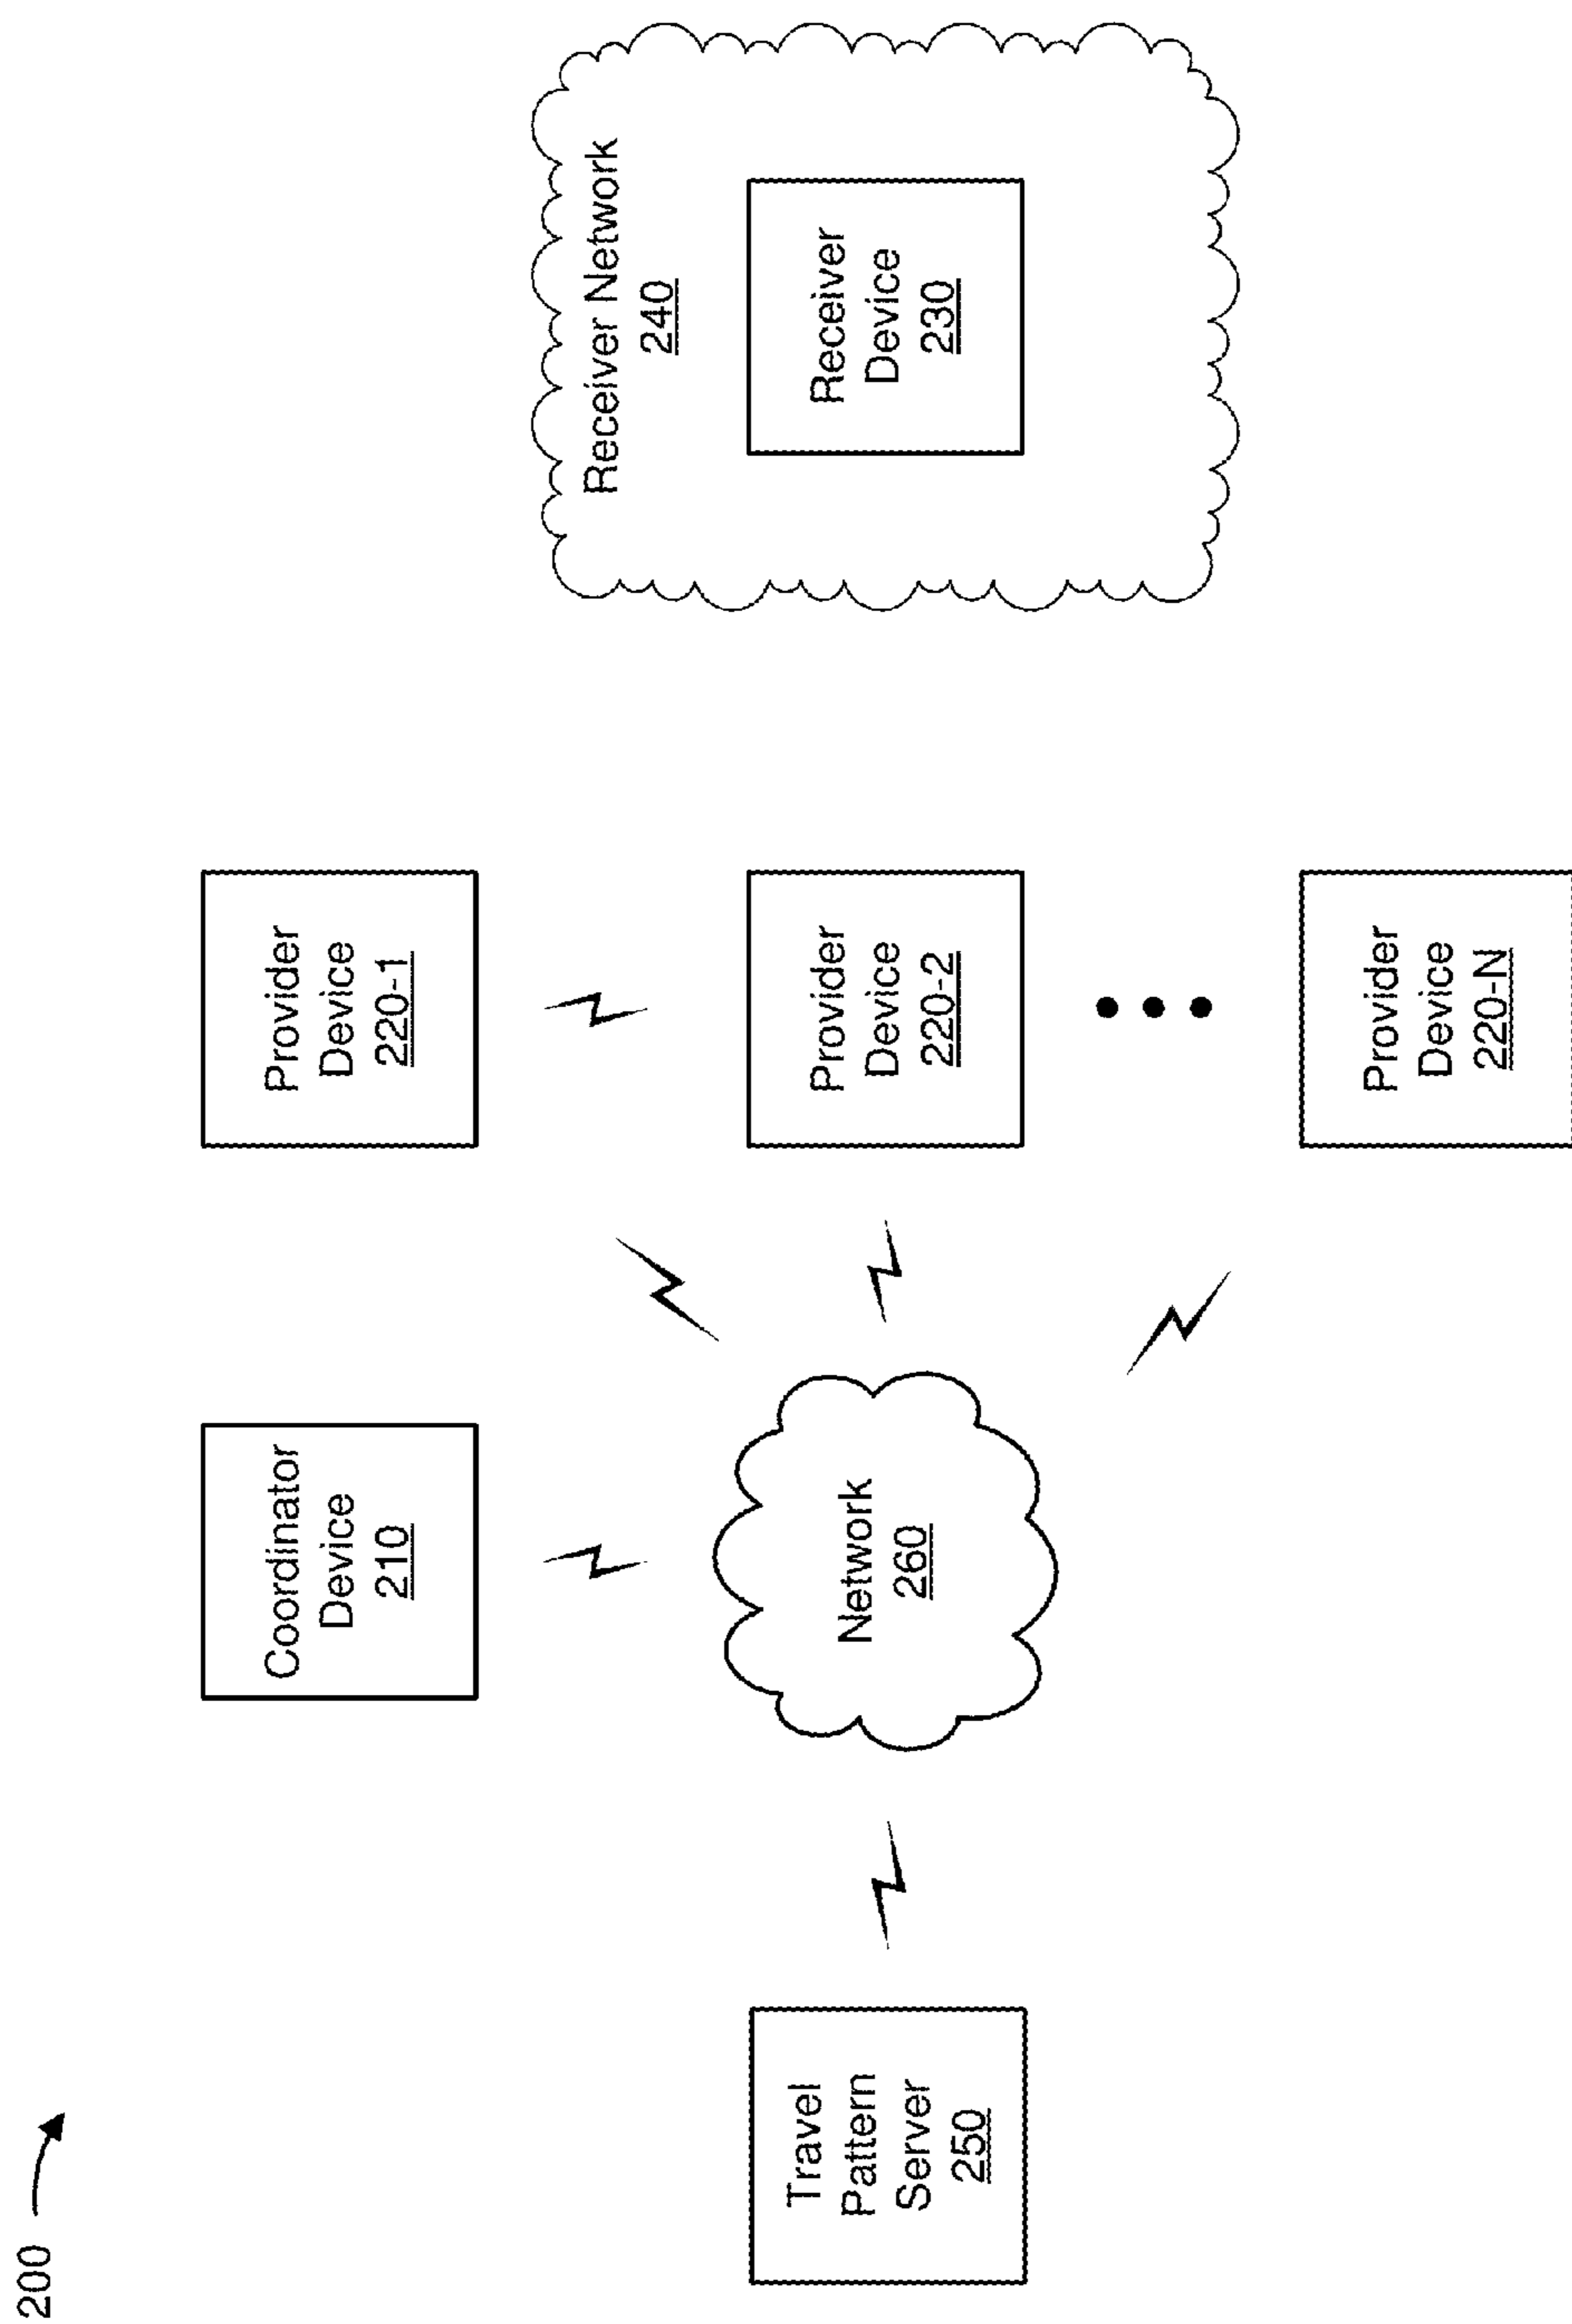 200
Coordinator
Device
210
Provider
Device
220-1
Receiver Network
240
Travel
Pattern
Server
250
Network
260
Provider
Device
220-2
Receiver
Device
230
Provider
Device
220-N